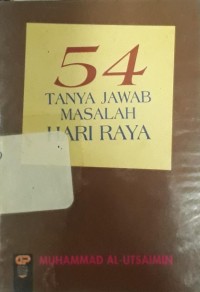 54
TANYA JAWAB
MASALAH
HARI RAYA
MUHAMMAD AL-UTSAIMIN